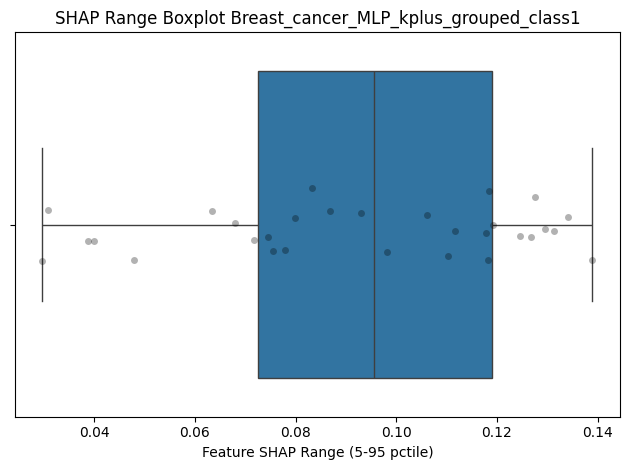 SHAP Range Boxplot Breast_cancer_MLP_kplus_grouped_class1
0.04 0.06 0.08 0.10 0.12 0.14
Feature SHAP Range (5-95 pctile)